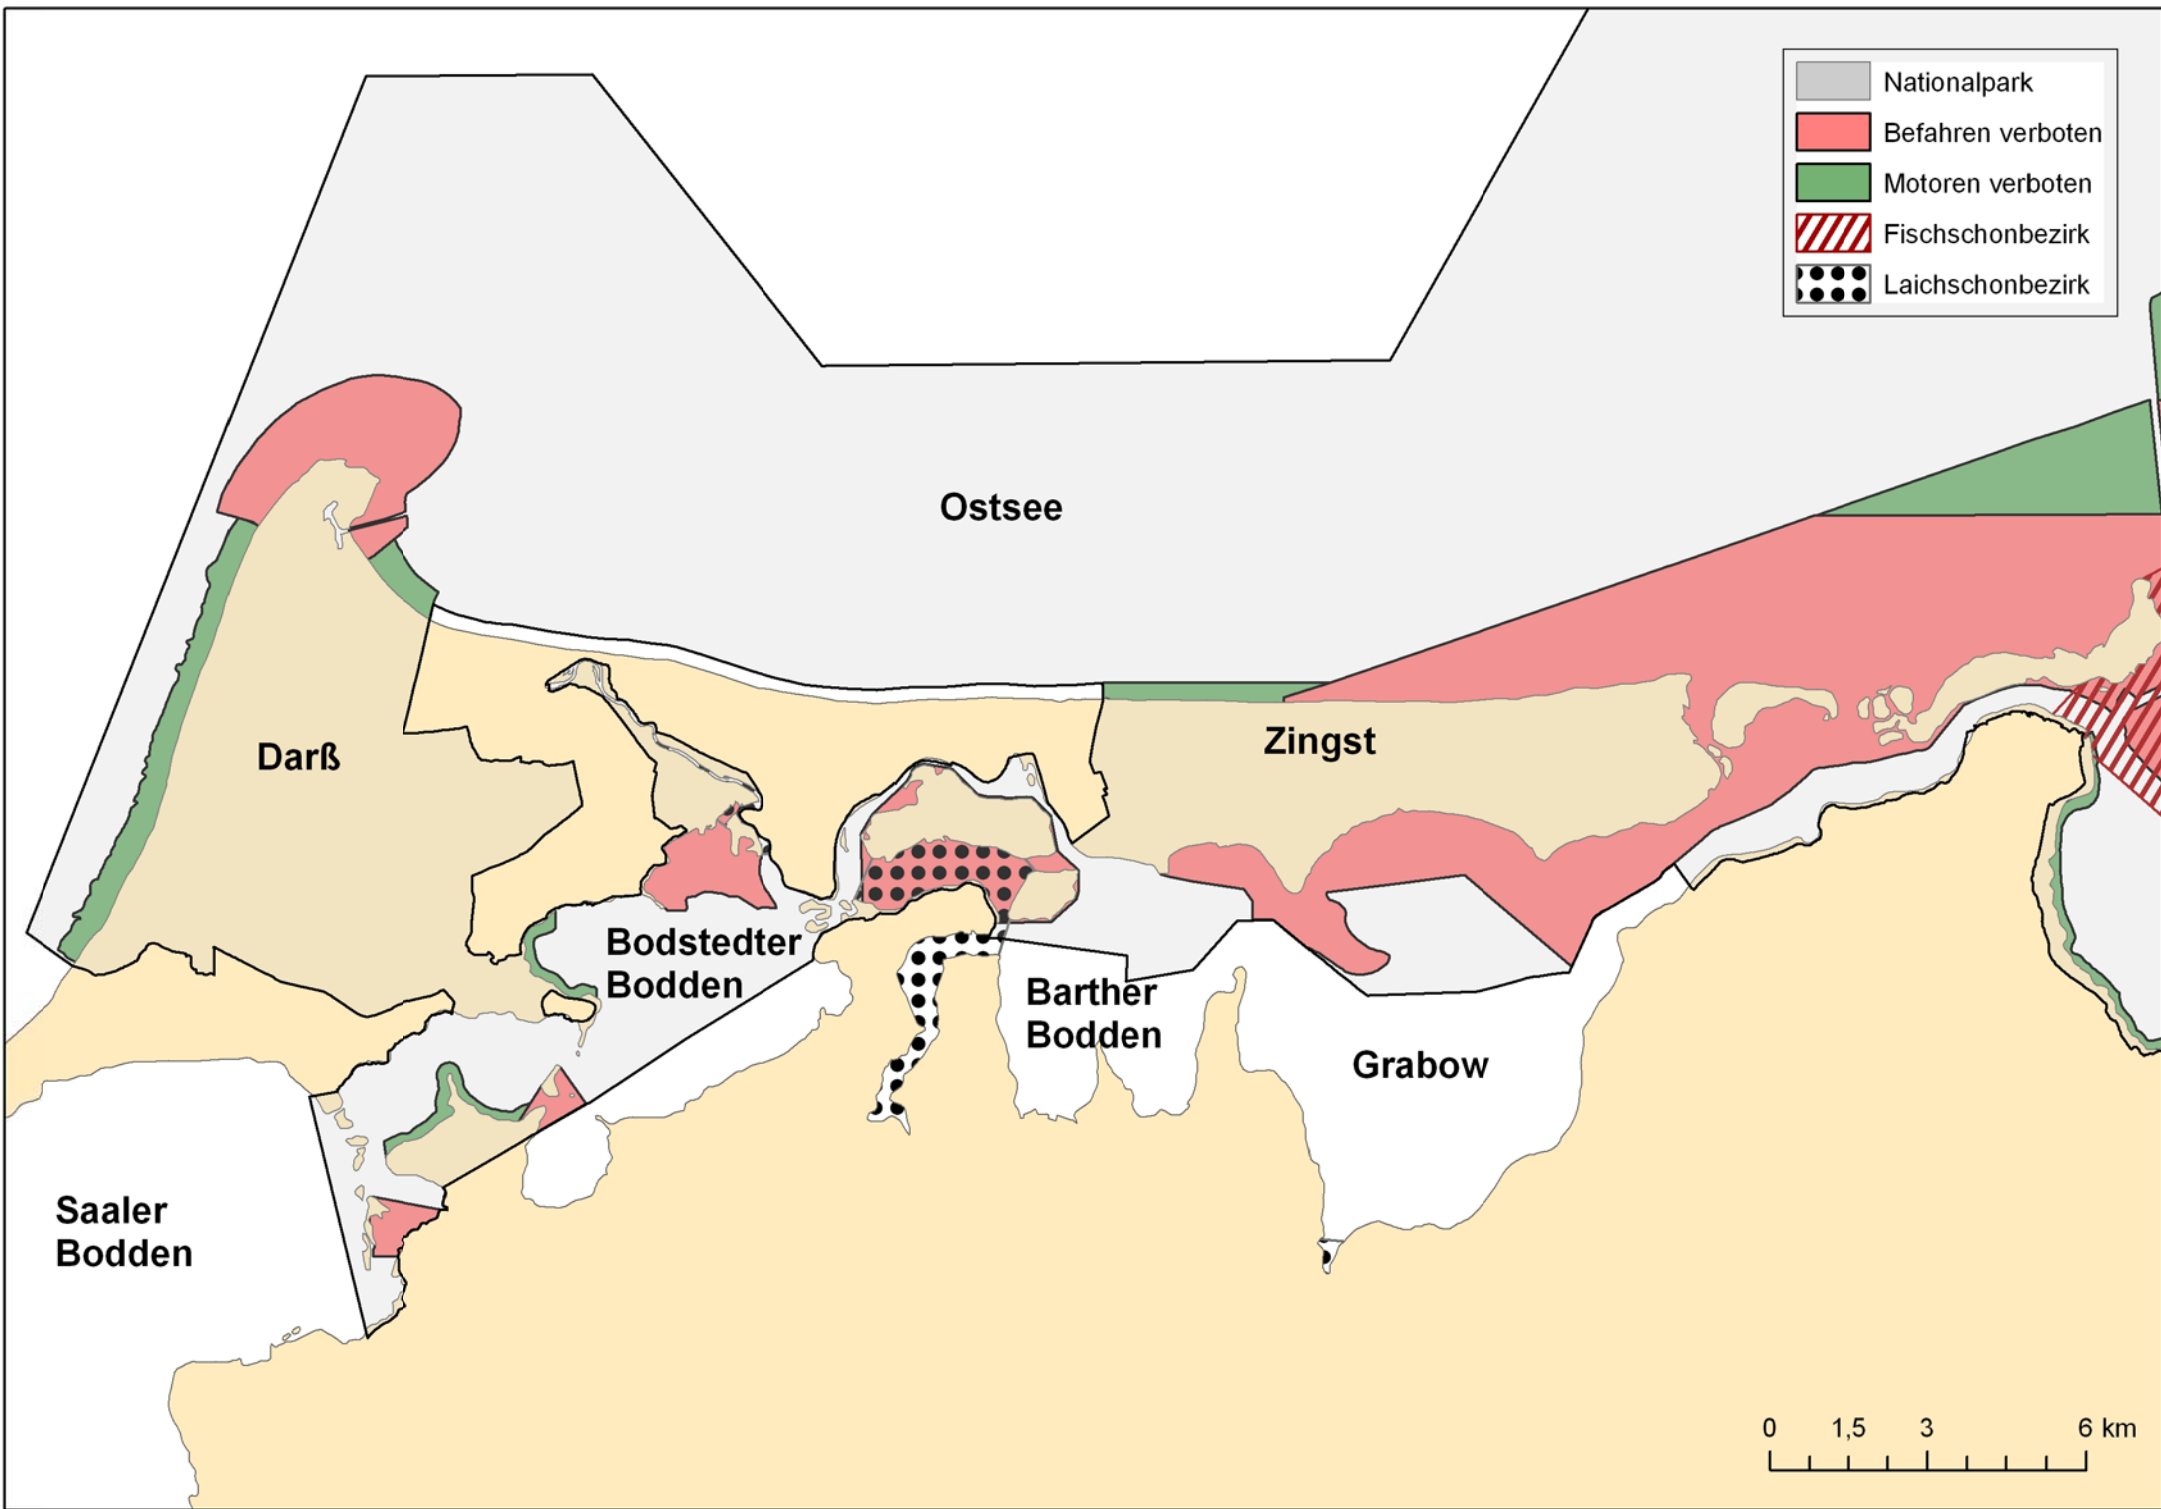 Nationalpark
Befahren verboten
Motoren verboten
Fischschonbezirk
Laichschonbezirk
Ostsee
Darß
Zingst
Bodstedter
Bodden
Barther
Bodden
Grabow
Saaler
Bodden
0 1,5 3 6 km